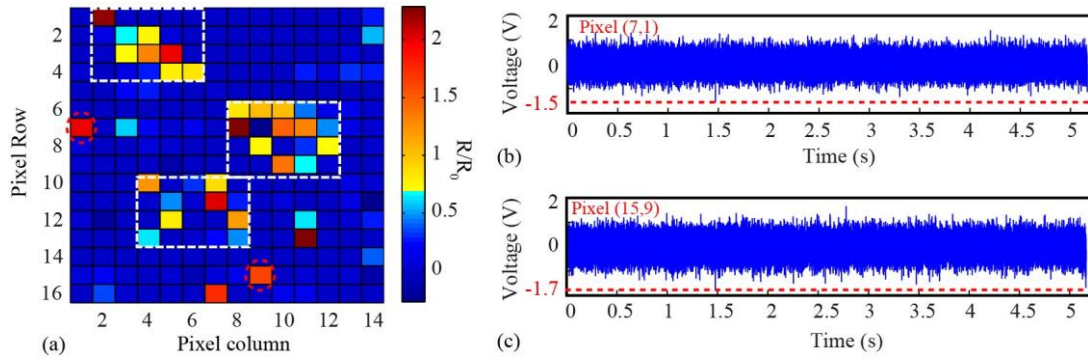 2
4
6
8
10
12
14
16
Pixel Row
2 4 6 8 10 12 14
Pixel column
(a)
2
1.5
1
0.5
0
R/R0
Pixel (7,1)
2
0
-1.5
Voltage (V)
0 0.5 1 1.5 2 2.5 3 3.5 4 4.5 5
Time (s)
(b)
Pixel (15,9)
2
0
-1.7
Voltage (V)
0 0.5 1 1.5 2 2.5 3 3.5 4 4.5 5
Time (s)
(c)